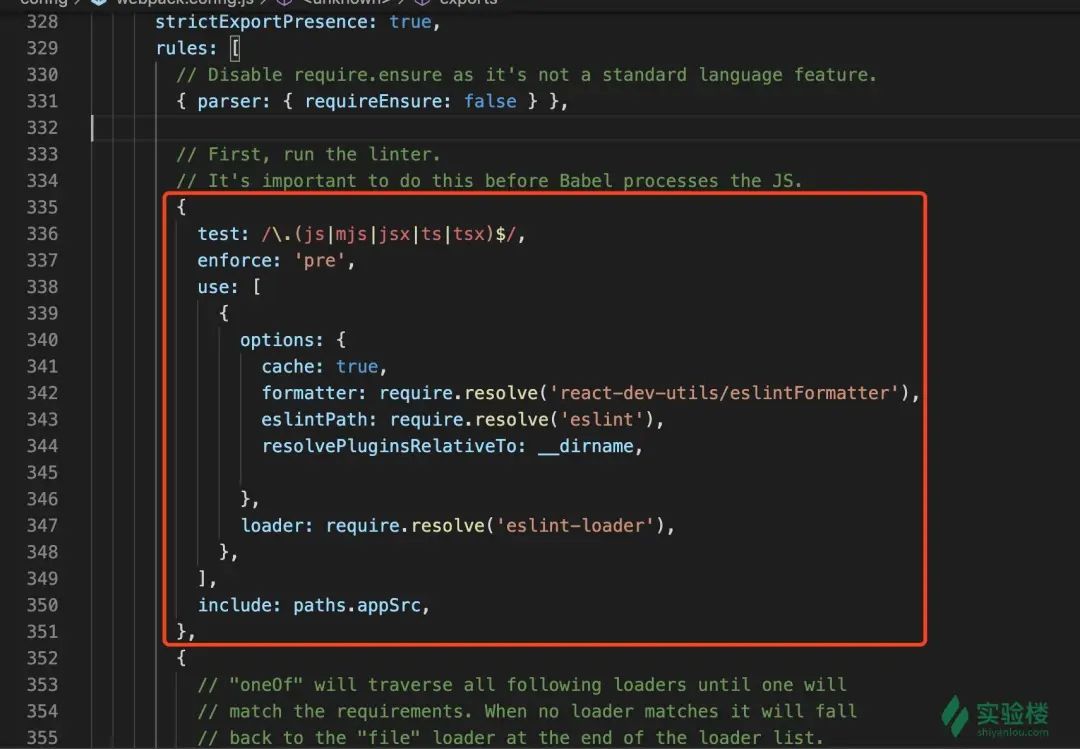 config > webpack.config.js > <unknown> > exports
328 strictExportPresence: true,
329 rules: [
330 // Disable require.ensure as it's not a standard language feature.
331 { parser: { requireEnsure: false } },
332
333 // First, run the linter.
334 // It's important to do this before Babel processes the JS.
335 {
336 test: /\.(js|mjs|jsx|ts|tsx)$/,
337 enforce: 'pre',
338 use: [
339 {
340 options: {
341 cache: true,
342 formatter: require.resolve('react-dev-utils/eslintFormatter'),
343 eslintPath: require.resolve('eslint'),
344 resolvePluginsRelativeTo: __dirname,
345
346 },
347 loader: require.resolve('eslint-loader'),
348 },
349 ],
350 include: paths.appSrc,
351 },
352 {
353 // "oneOf" will traverse all following loaders until one will
354 // match the requirements. When no loader matches it will fall
355 // back to the "file" loader at the end of the loader list.
实验楼
shiyanlou.com